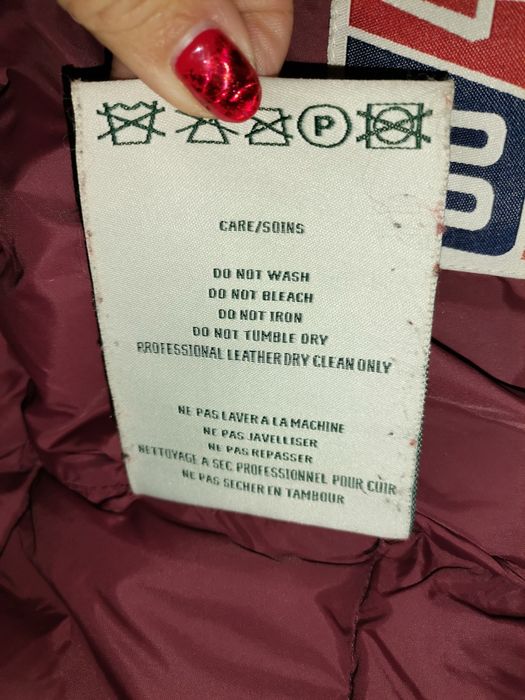 P
CARE/SOINS
DO NOT WASH
DO NOT BLEACH
DO NOT IRON
DO NOT TUMBLE DRY
PROFESSIONAL LEATHER DRY CLEAN ONLY
NE PAS LAVER A LA MACHINE
NE PAS JAVELLISER
NE PAS REPASSER
NETTOYAGE A SEC PROFESSIONNEL POUR CUIR
NE PAS SECHER EN TAMBOUR